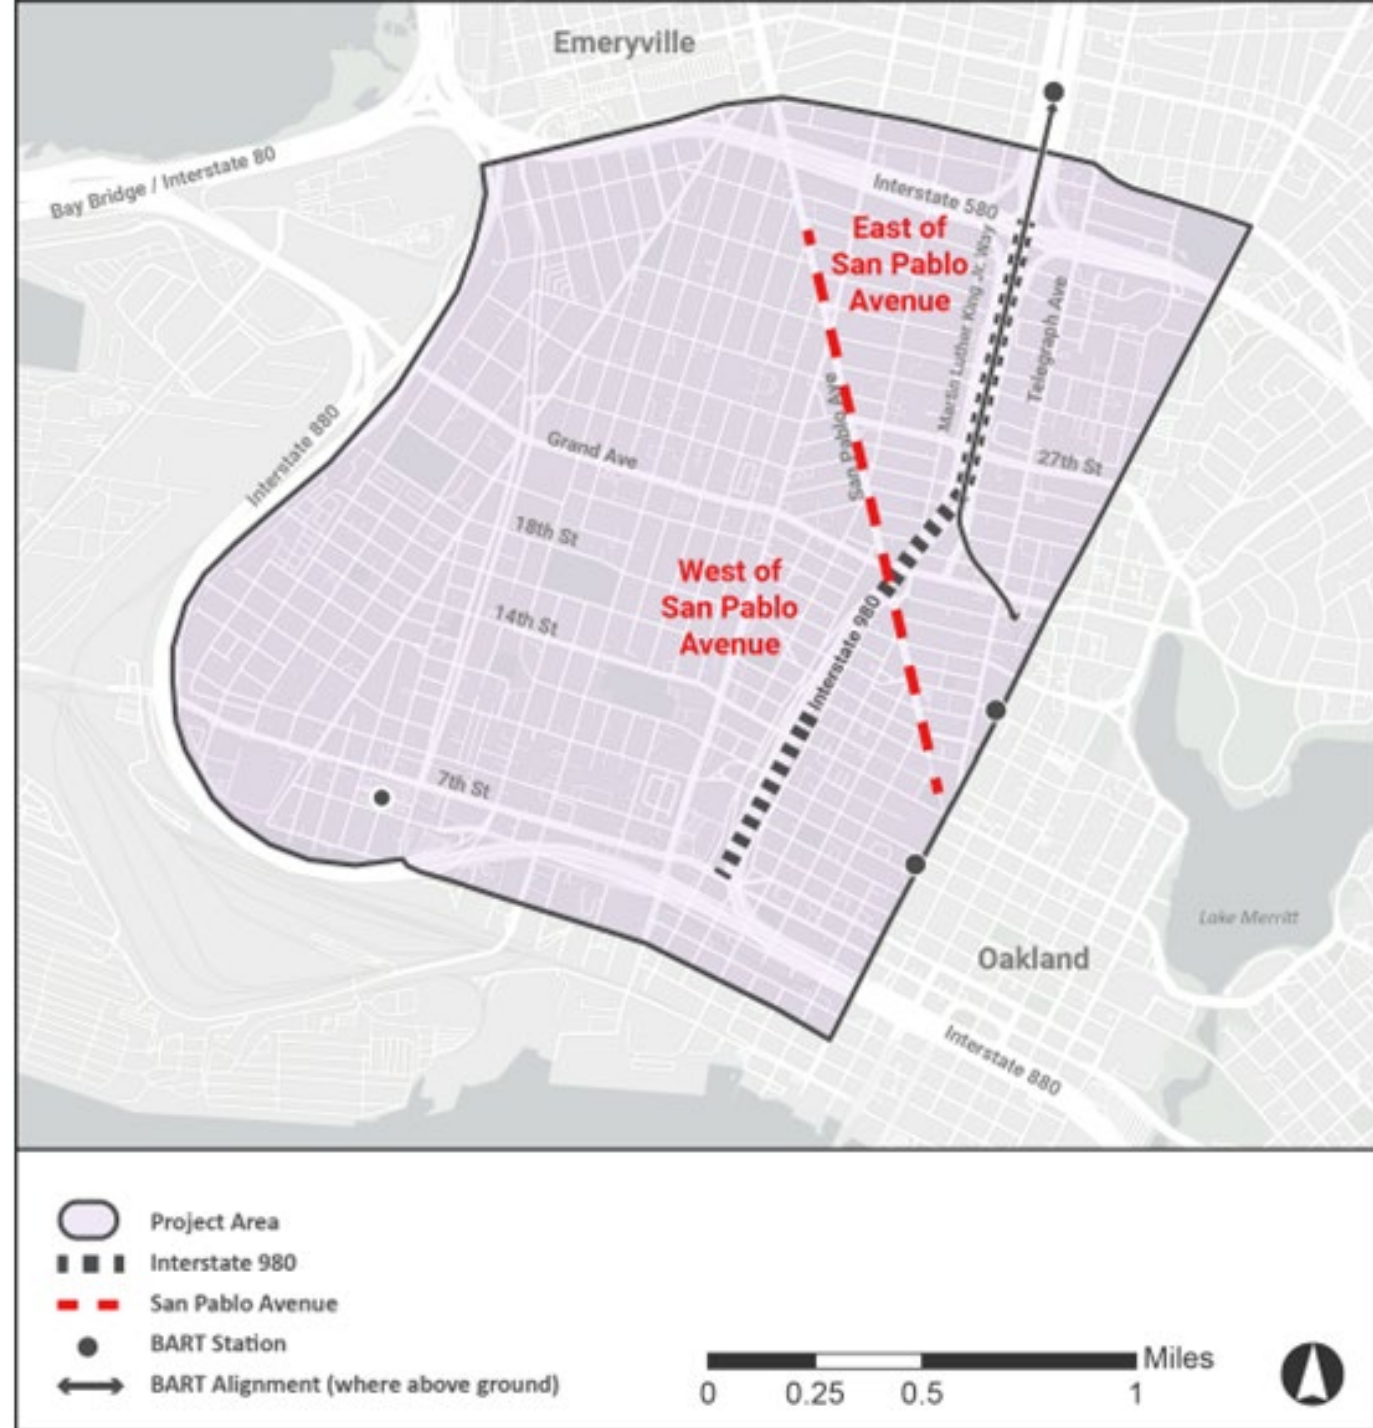 Emeryville
Bay Bridge / Interstate 80
Interstate 580
East of
San Pablo
Avenue
Martin Luther King Jr. Way
Telegraph Ave
San Pablo Ave
Interstate 880
Grand Ave
27th St
18th St
West of
San Pablo
Avenue
14th St
Interstate 980
7th St
Lake Merritt
Oakland
Interstate 880
Project Area
Interstate 980
San Pablo Avenue
BART Station
BART Alignment (where above ground)
Miles
0 0.25 0.5 1